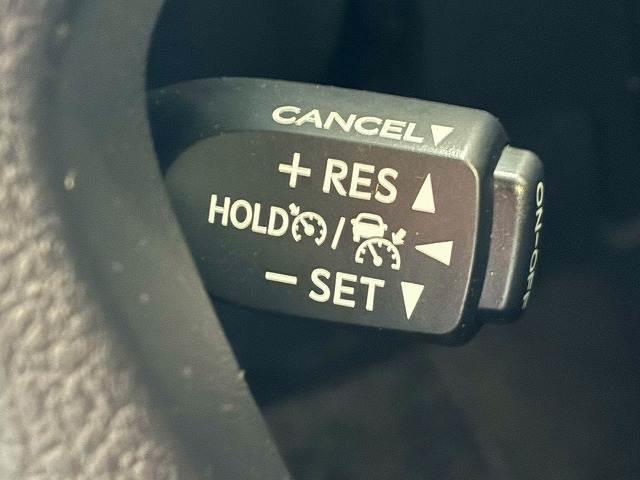 CANCEL▼
+ RES ▲
HOLD / ◀
− SET ▼
ON-OFF